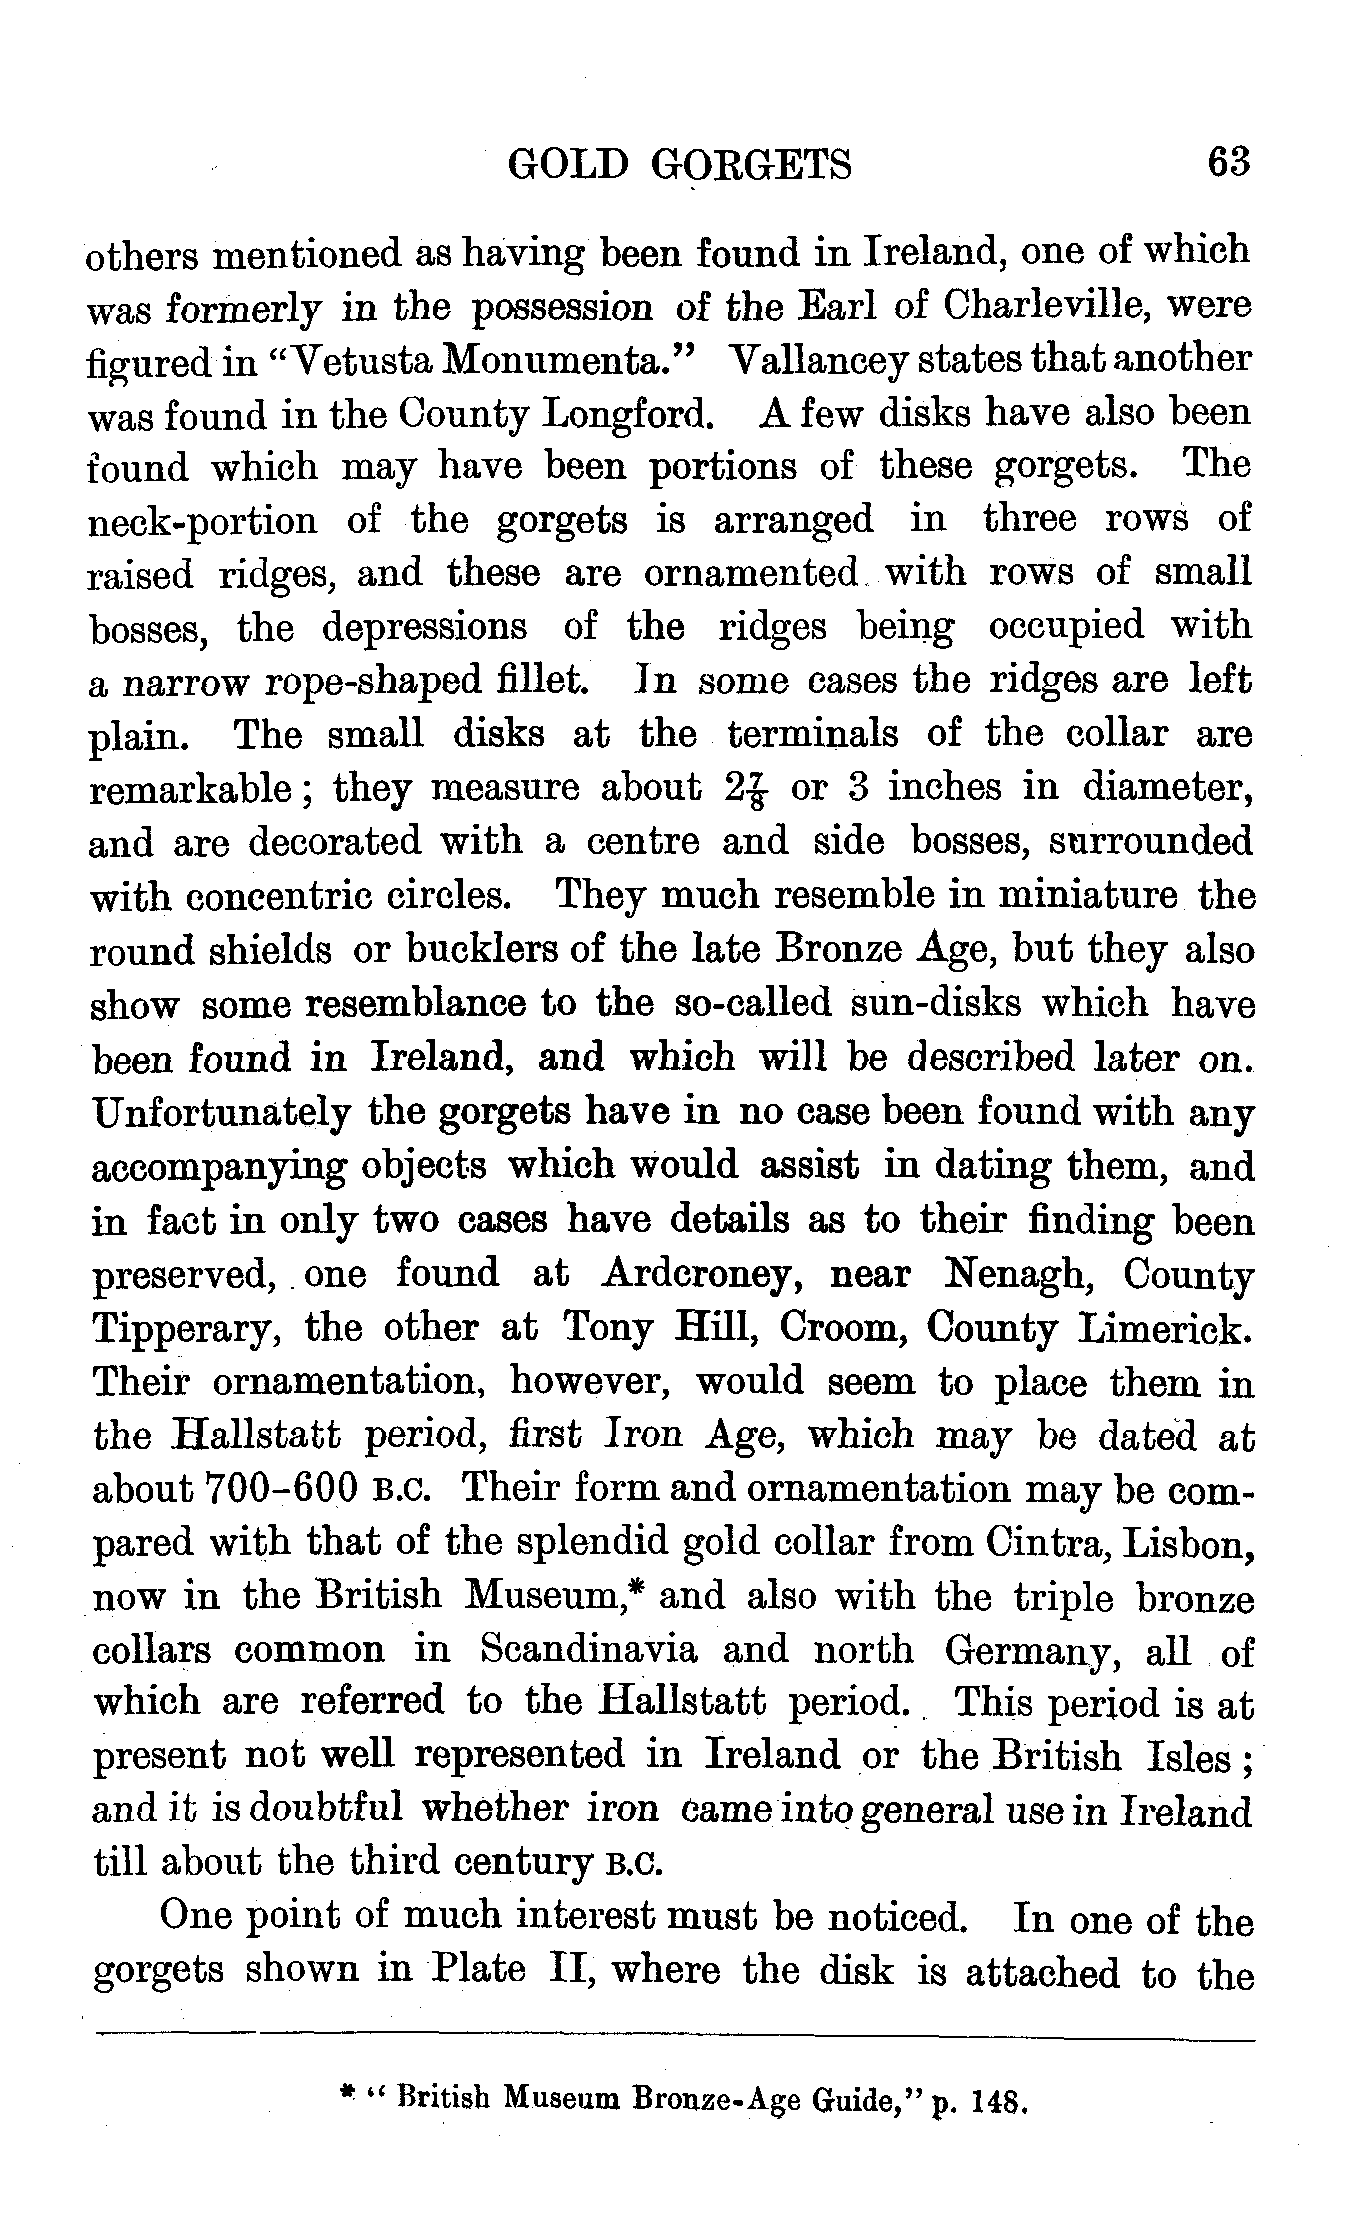 GOLD GORGETS 63
others mentioned as having been found in Ireland, one of which
was formerly in the possession of the Earl of Charleville, were
figured in “Vetusta Monumenta.” Vallancey states that another
was found in the County Longford. A few disks have also been
found which may have been portions of these gorgets. The
neck-portion of the gorgets is arranged in three rows of
raised ridges, and these are ornamented with rows of small
bosses, the depressions of the ridges being occupied with
a narrow rope-shaped fillet. In some cases the ridges are left
plain. The small disks at the terminals of the collar are
remarkable; they measure about 2⅞ or 3 inches in diameter,
and are decorated with a centre and side bosses, surrounded
with concentric circles. They much resemble in miniature the
round shields or bucklers of the late Bronze Age, but they also
show some resemblance to the so-called sun-disks which have
been found in Ireland, and which will be described later on.
Unfortunately the gorgets have in no case been found with any
accompanying objects which would assist in dating them, and
in fact in only two cases have details as to their finding been
preserved, one found at Ardcroney, near Nenagh, County
Tipperary, the other at Tony Hill, Croom, County Limerick.
Their ornamentation, however, would seem to place them in
the Hallstatt period, first Iron Age, which may be dated at
about 700–600 B.C. Their form and ornamentation may be com-
pared with that of the splendid gold collar from Cintra, Lisbon,
now in the British Museum,* and also with the triple bronze
collars common in Scandinavia and north Germany, all of
which are referred to the Hallstatt period. This period is at
present not well represented in Ireland or the British Isles;
and it is doubtful whether iron came into general use in Ireland
till about the third century B.C.
One point of much interest must be noticed. In one of the
gorgets shown in Plate II, where the disk is attached to the
* “British Museum Bronze-Age Guide,” p. 148.